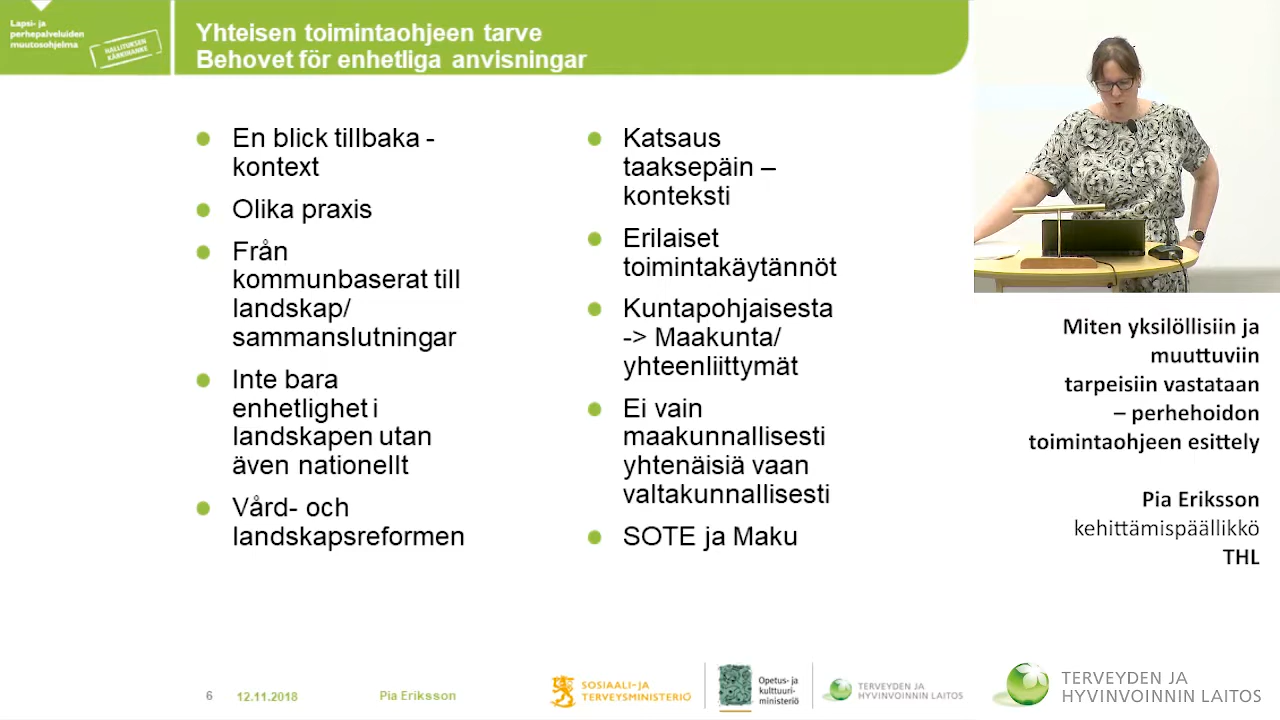 Lapsi- ja
perhepalveluiden
muutosohjelma
HALLITUKSEN
KÄRKIHANKE
Yhteisen toimintaohjeen tarve
Behovet för enhetliga anvisningar
En blick tillbaka -
kontext
Olika praxis
Från
kommunbaserat till
landskap/
sammanslutningar
Inte bara
enhetlighet i
landskapen utan
även nationellt
Vård- och
landskapsreformen
Katsaus
taaksepäin –
konteksti
Erilaiset
toimintakäytännöt
Kuntapohjaisesta
-> Maakunta/
yhteenliittymät
Ei vain
maakunnallisesti
yhtenäisiä vaan
valtakunnallisesti
SOTE ja Maku
Miten yksilöllisiin ja
muuttuviin
tarpeisiin vastataan
– perhehoidon
toimintaohjeen esittely
Pia Eriksson
kehittämispäällikkö
THL
6
12.11.2018
Pia Eriksson
SOSIAALI- JA
TERVEYSMINISTERIÖ
Opetus- ja
kulttuuri-
ministeriö
TERVEYDEN JA
HYVINVOINNIN LAITOS
TERVEYDEN JA
HYVINVOINNIN LAITOS